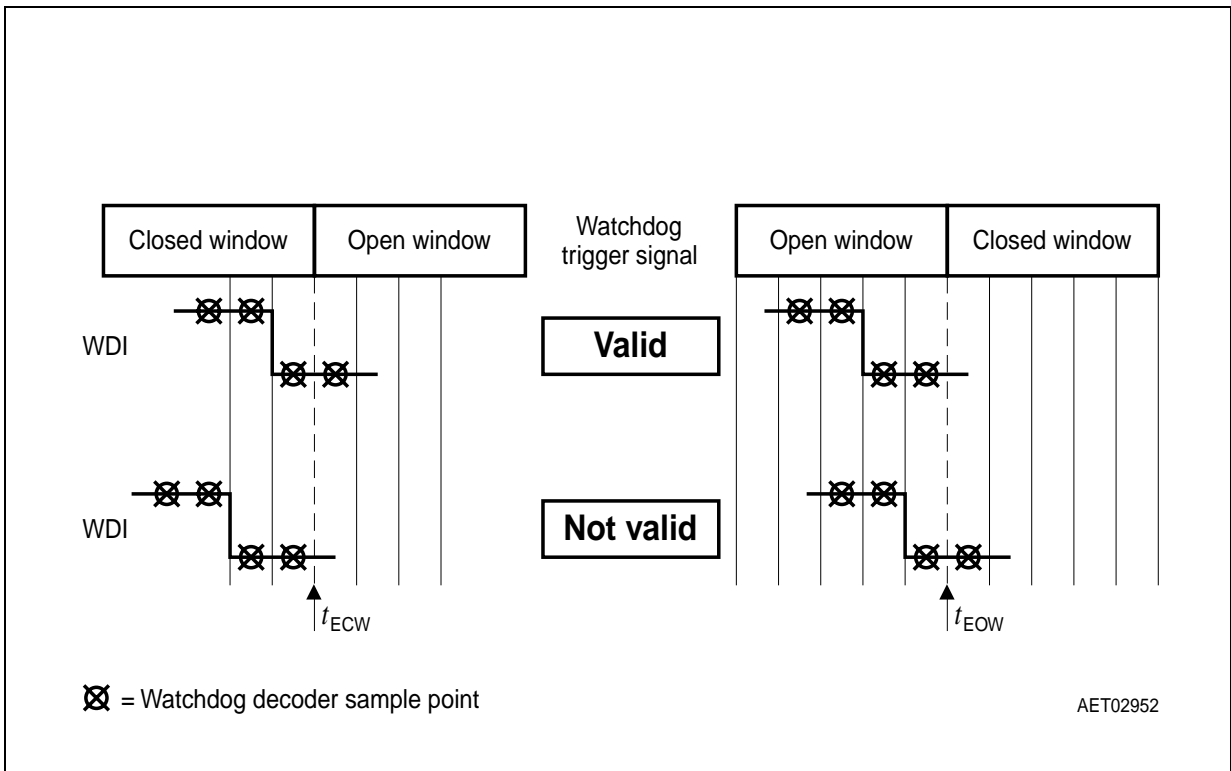 Closed window
Open window
Watchdog
trigger signal
Open window
Closed window
WDI
Valid
WDI
Not valid
tECW
tEOW
= Watchdog decoder sample point
AET02952